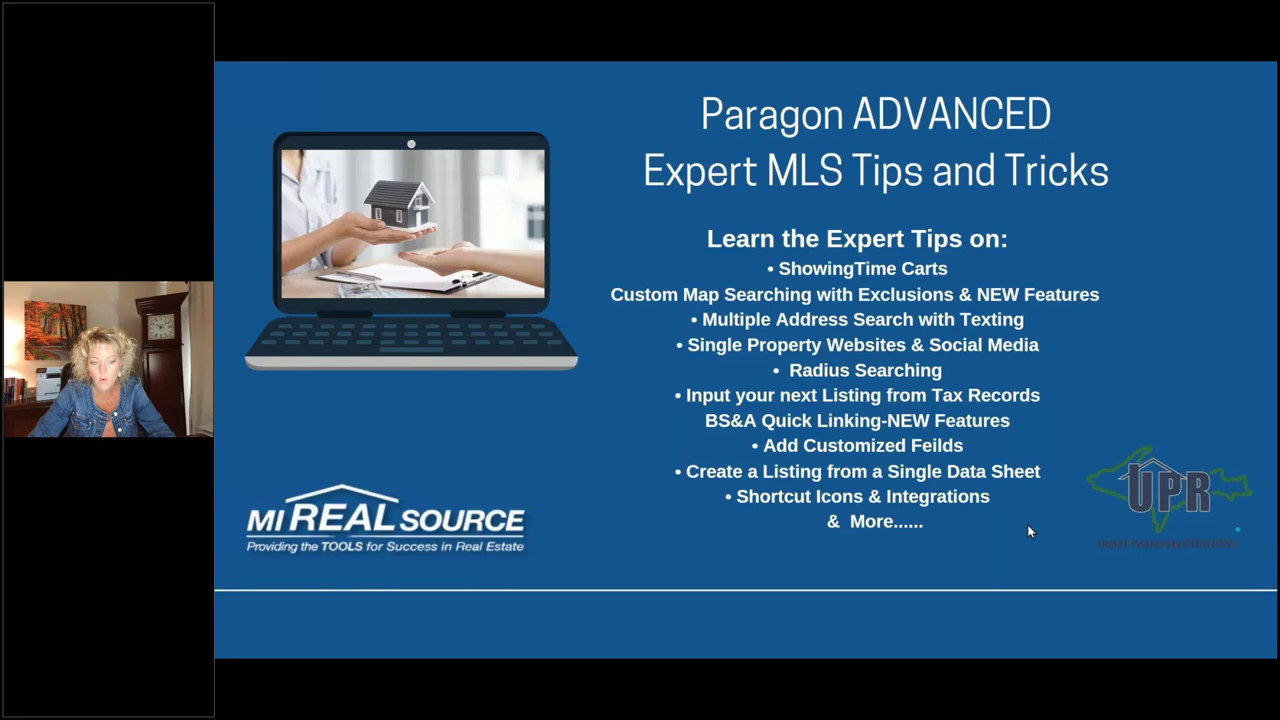 Paragon ADVANCED
Expert MLS Tips and Tricks
Learn the Expert Tips on:
• ShowingTime Carts
Custom Map Searching with Exclusions & NEW Features
• Multiple Address Search with Texting
• Single Property Websites & Social Media
• Radius Searching
• Input your next Listing from Tax Records
BS&A Quick Linking-NEW Features
• Add Customized Feilds
• Create a Listing from a Single Data Sheet
• Shortcut Icons & Integrations
& More......
MI REAL SOURCE
Providing the TOOLS for Success in Real Estate
UPR